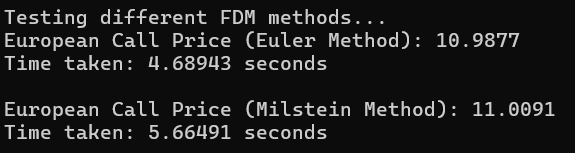 Testing different FDM methods...
European Call Price (Euler Method): 10.9877
Time taken: 4.68943 seconds
European Call Price (Milstein Method): 11.0091
Time taken: 5.66491 seconds